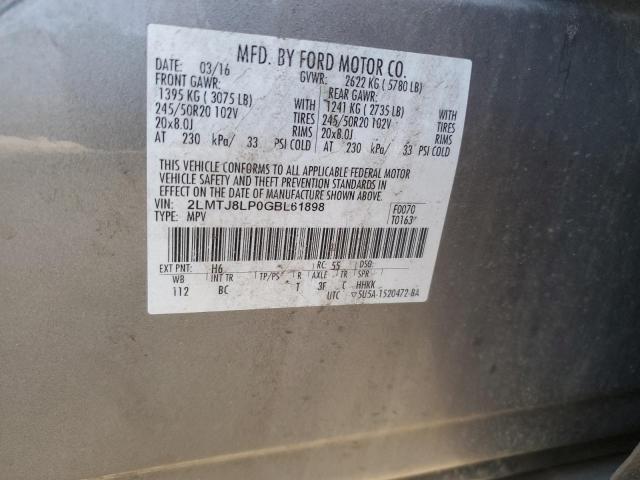 MFD. BY FORD MOTOR CO.
DATE: 03/16 GVWR: 2622 KG ( 5780 LB)
FRONT GAWR: REAR GAWR:
1395 KG ( 3075 LB) WITH 1241 KG ( 2735 LB) WITH
245/50R20 102V TIRES 245/50R20 102V TIRES
20x8.0J RIMS 20x8.0J RIMS
AT 230 kPa/ 33 PSI COLD AT 230 kPa/ 33 PSI COLD
THIS VEHICLE CONFORMS TO ALL APPLICABLE FEDERAL MOTOR
VEHICLE SAFETY AND THEFT PREVENTION STANDARDS IN
EFFECT ON THE DATE OF MANUFACTURE SHOWN ABOVE.
VIN: 2LMTJ8LP0GBL61898 F0070
TYPE: MPV T0163
EXT PNT: H6 RC: 55 DSO:
WB INT TR TP/PS R AXLE TR SPR
112 BC T 3F C HHKK
UTC ▽5U5A-1520472-BA